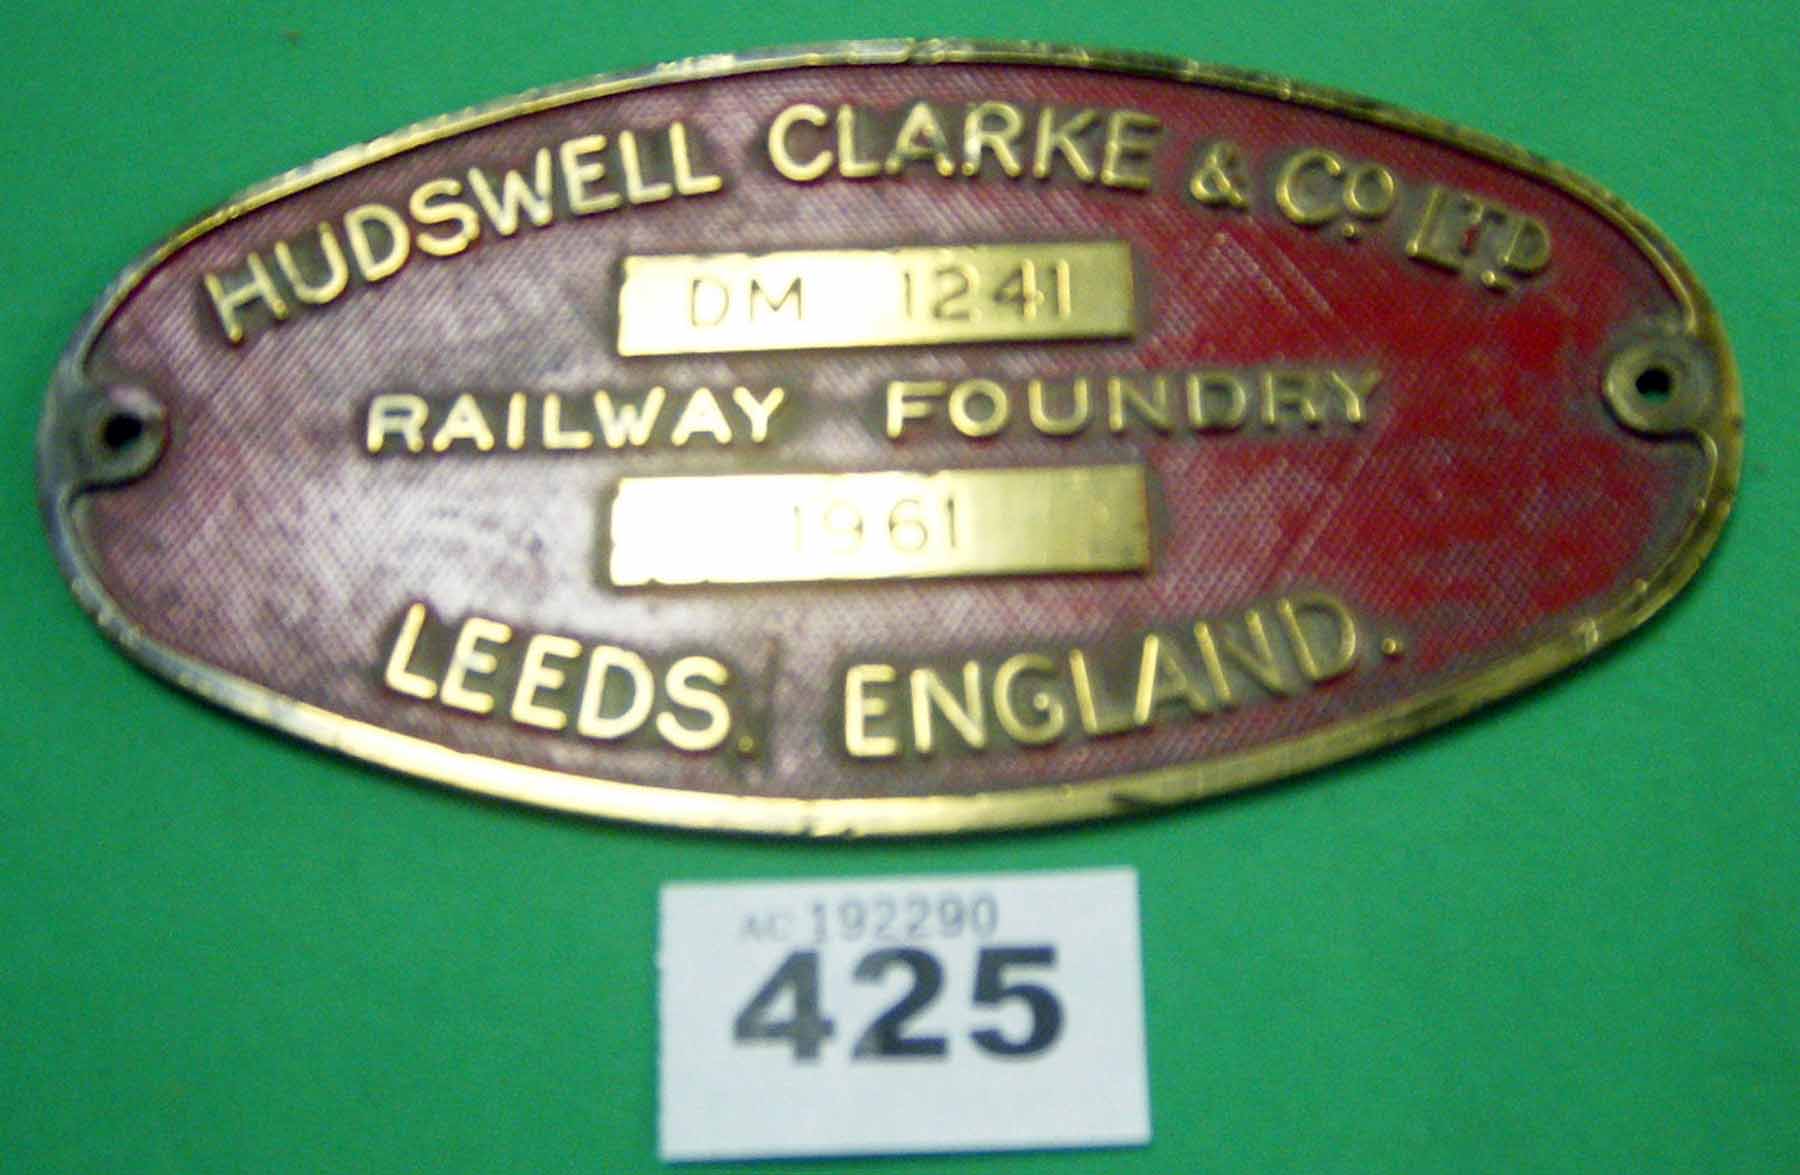 HUDSWELL CLARKE & Co LTD
DM 1241
RAILWAY FOUNDRY
1961
LEEDS. ENGLAND.
AC 192290
425